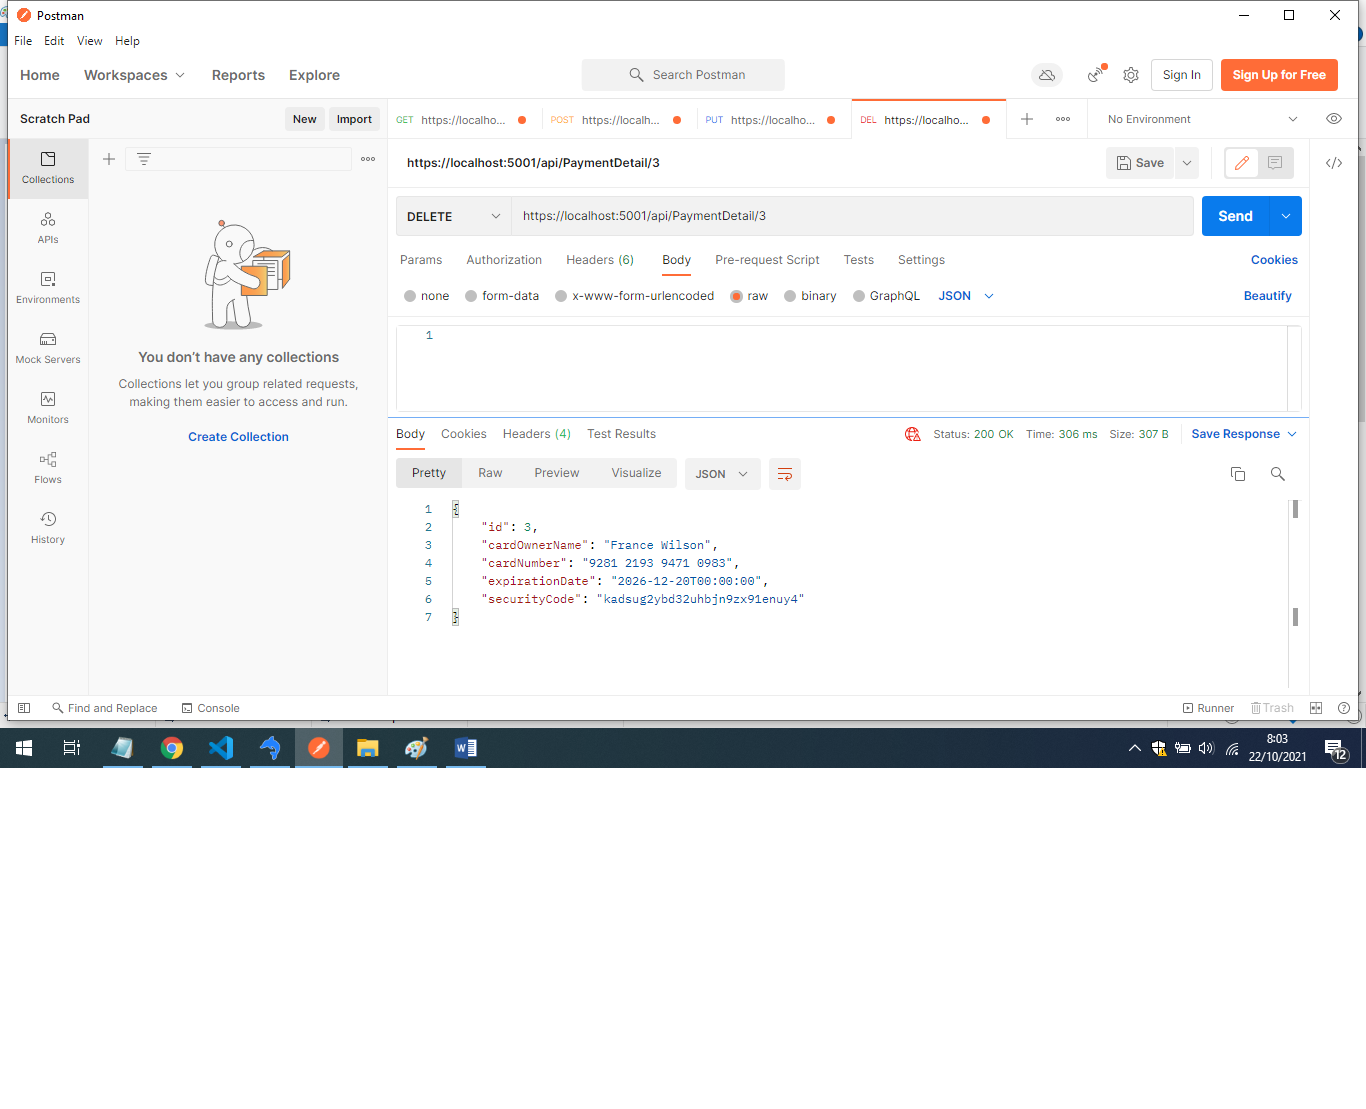 Postman
File Edit View Help
Home Workspaces Reports Explore
Search Postman
Sign In
Sign Up for Free
Scratch Pad
New Import
GET https://localho...
POST https://localho...
PUT https://localho...
DEL https://localho...
No Environment
Collections
APIs
Environments
Mock Servers
Monitors
Flows
History
You don't have any collections
Collections let you group related requests,
making them easier to access and run.
Create Collection
https://localhost:5001/api/PaymentDetail/3
Save
DELETE https://localhost:5001/api/PaymentDetail/3
Send
Params Authorization Headers (6) Body Pre-request Script Tests Settings
Cookies
none form-data x-www-form-urlencoded raw binary GraphQL JSON
Beautify
1
Body Cookies Headers (4) Test Results
Status: 200 OK Time: 306 ms Size: 307 B
Save Response
Pretty Raw Preview Visualize JSON
1 {
2 "id": 3,
3 "cardOwnerName": "France Wilson",
4 "cardNumber": "9281 2193 9471 0983",
5 "expirationDate": "2026-12-20T00:00:00",
6 "securityCode": "kadsug2ybd32uhbjn9zx91enuy4"
7 }
Find and Replace Console
Runner Trash
8:03
22/10/2021
12